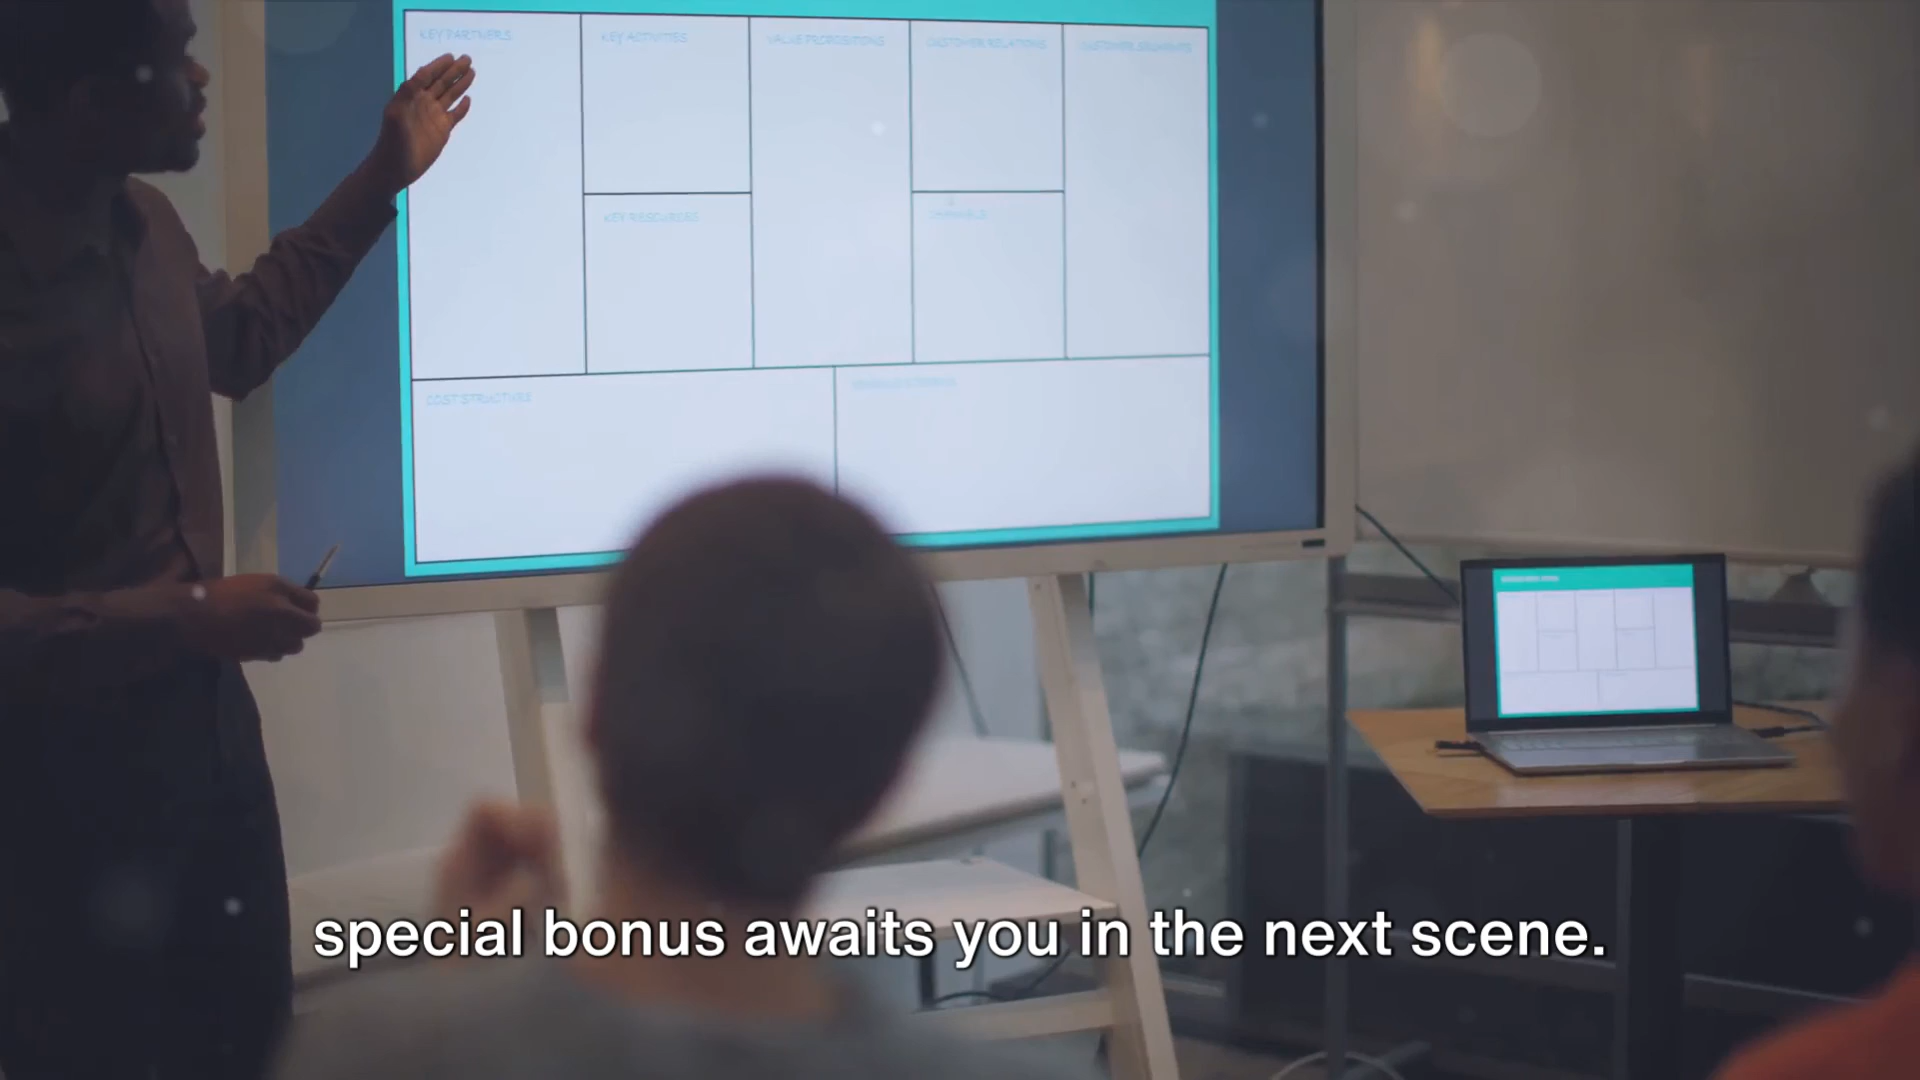 KEY PARTNERS
KEY ACTIVITIES
VALUE PROPOSITIONS
CUSTOMER RELATIONS
CUSTOMER SEGMENTS
KEY RESOURCES
COST STRUCTURE
special bonus awaits you in the next scene.